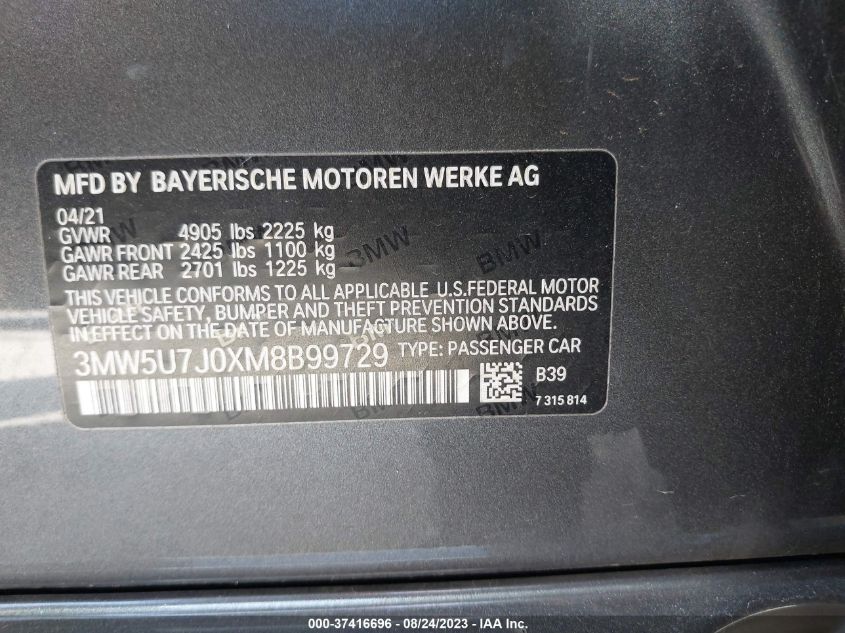 MFD BY BAYERISCHE MOTOREN WERKE AG
04/21
GVWR 4905 lbs 2225 kg
GAWR FRONT 2425 lbs 1100 kg
GAWR REAR 2701 lbs 1225 kg
THIS VEHICLE CONFORMS TO ALL APPLICABLE U.S.FEDERAL MOTOR
VEHICLE SAFETY, BUMPER AND THEFT PREVENTION STANDARDS
IN EFFECT ON THE DATE OF MANUFACTURE SHOWN ABOVE.
3MW5U7J0XM8B99729 TYPE: PASSENGER CAR
B39
7 315 814
000-37416696 - 08/24/2023 - IAA Inc.